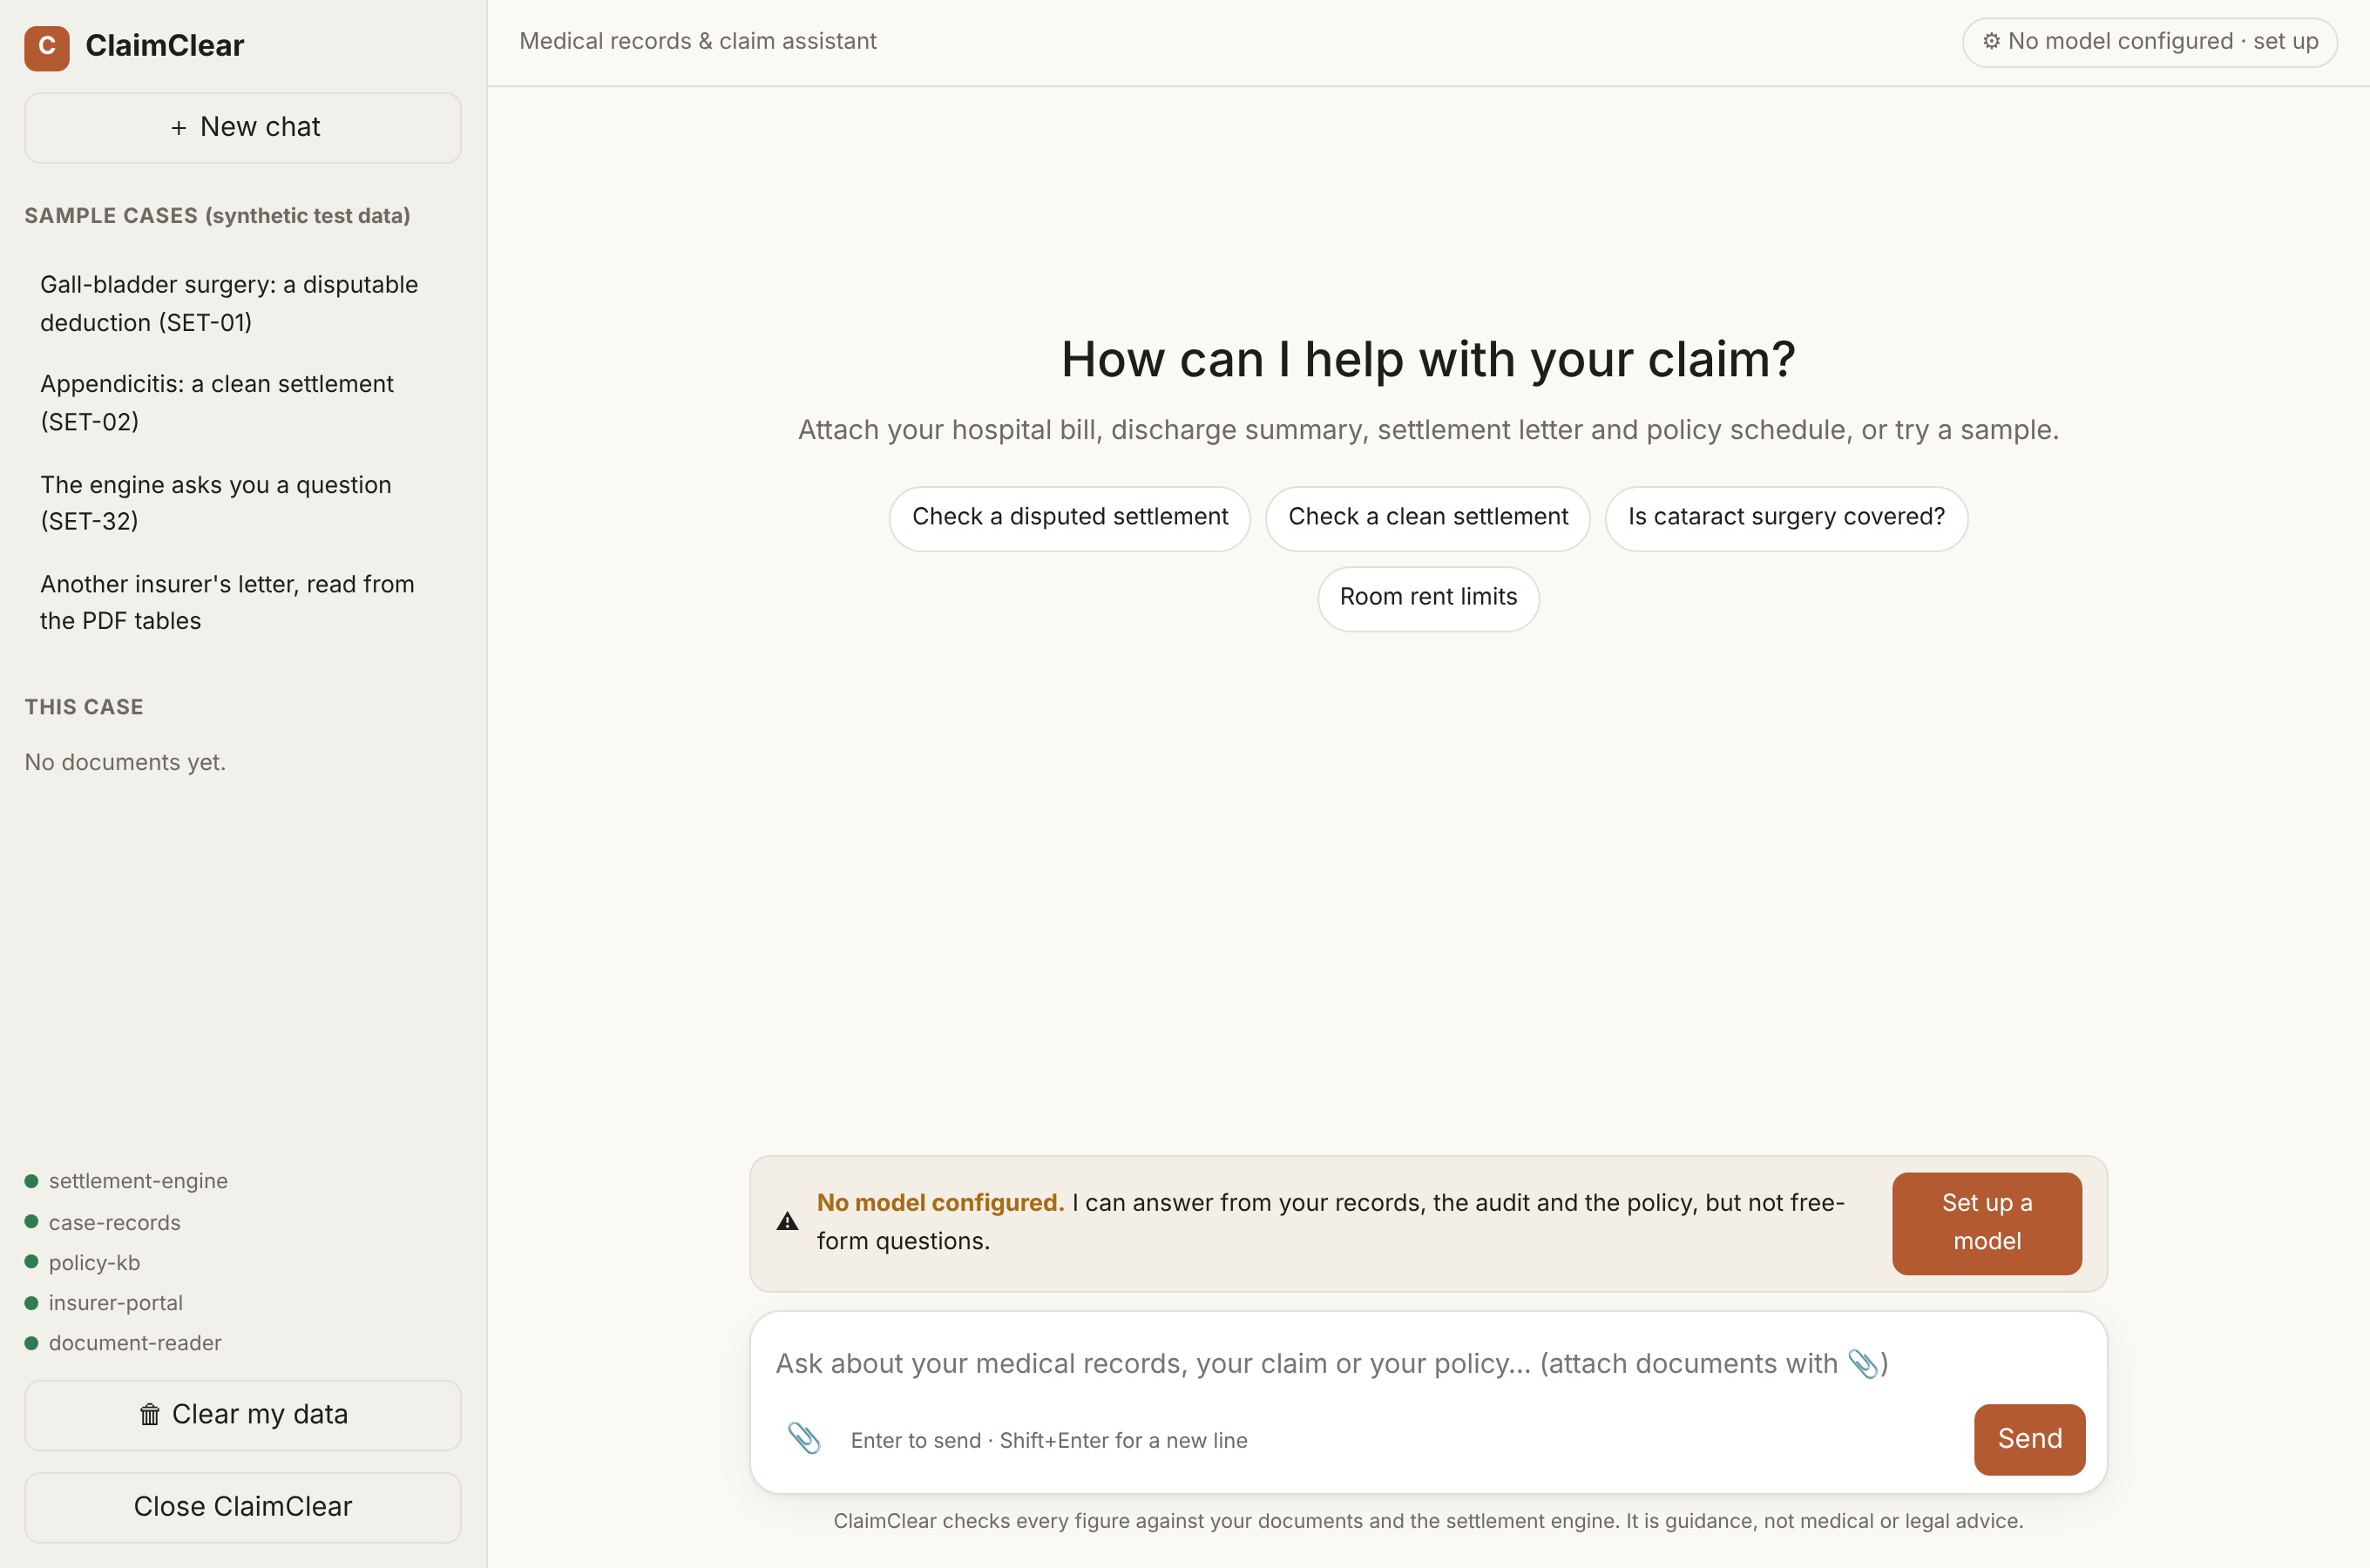 C ClaimClear
+ New chat
SAMPLE CASES (synthetic test data)
Gall-bladder surgery: a disputable
deduction (SET-01)
Appendicitis: a clean settlement
(SET-02)
The engine asks you a question
(SET-32)
Another insurer's letter, read from
the PDF tables
THIS CASE
No documents yet.
settlement-engine
case-records
policy-kb
insurer-portal
document-reader
🗑 Clear my data
Close ClaimClear
Medical records & claim assistant
⚙ No model configured · set up
How can I help with your claim?
Attach your hospital bill, discharge summary, settlement letter and policy schedule, or try a sample.
Check a disputed settlement
Check a clean settlement
Is cataract surgery covered?
Room rent limits
⚠ No model configured. I can answer from your records, the audit and the policy, but not free-
form questions.
Set up a
model
Ask about your medical records, your claim or your policy... (attach documents with 📎)
📎 Enter to send · Shift+Enter for a new line
Send
ClaimClear checks every figure against your documents and the settlement engine. It is guidance, not medical or legal advice.